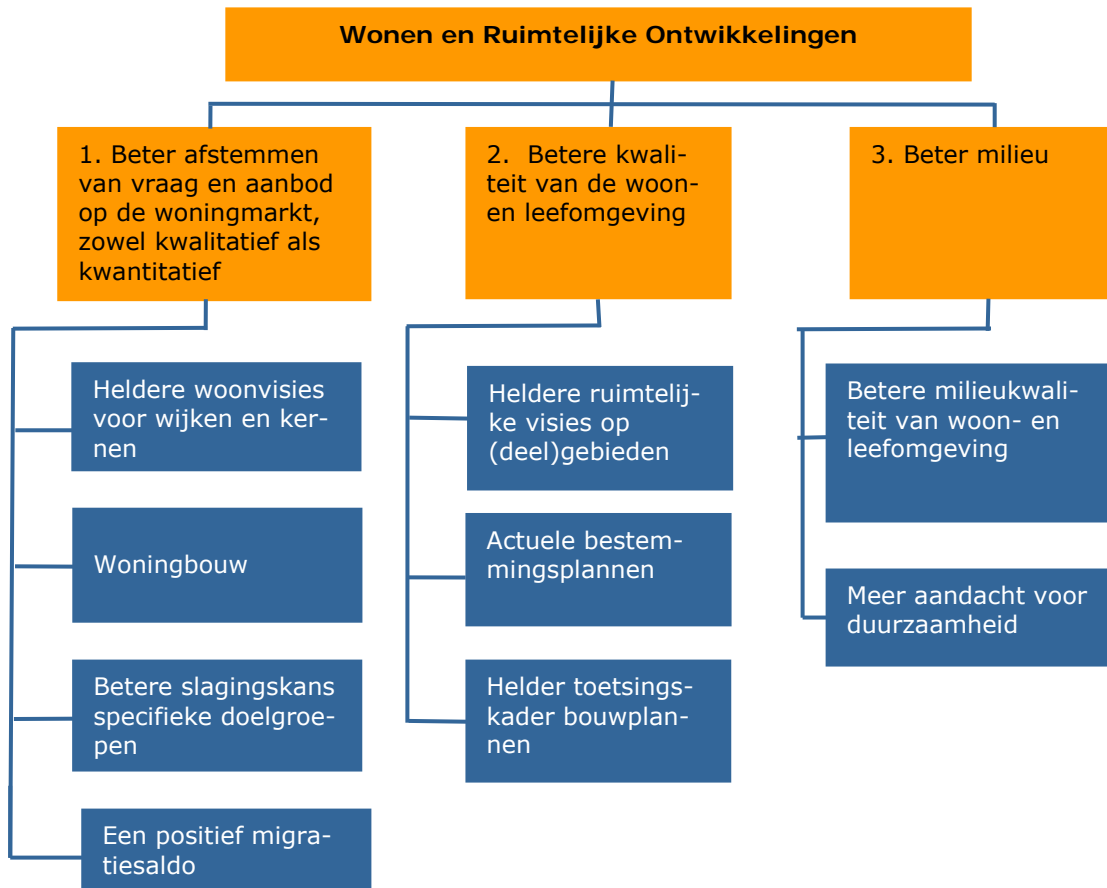 Wonen en Ruimtelijke Ontwikkelingen
1. Beter afstemmen
van vraag en aanbod
op de woningmarkt,
zowel kwalitatief als
kwantitatief
2. Betere kwali-
teit van de woon-
en leefomgeving
3. Beter milieu
Heldere woonvisies
voor wijken en ker-
nen
Woningbouw
Betere slagingskans
specifieke doelgroe-
pen
Een positief migra-
tiesaldo
Heldere ruimtelij-
ke visies op
(deel)gebieden
Actuele bestem-
mingsplannen
Helder toetsings-
kader bouwplan-
nen
Betere milieukwali-
teit van woon- en
leefomgeving
Meer aandacht voor
duurzaamheid